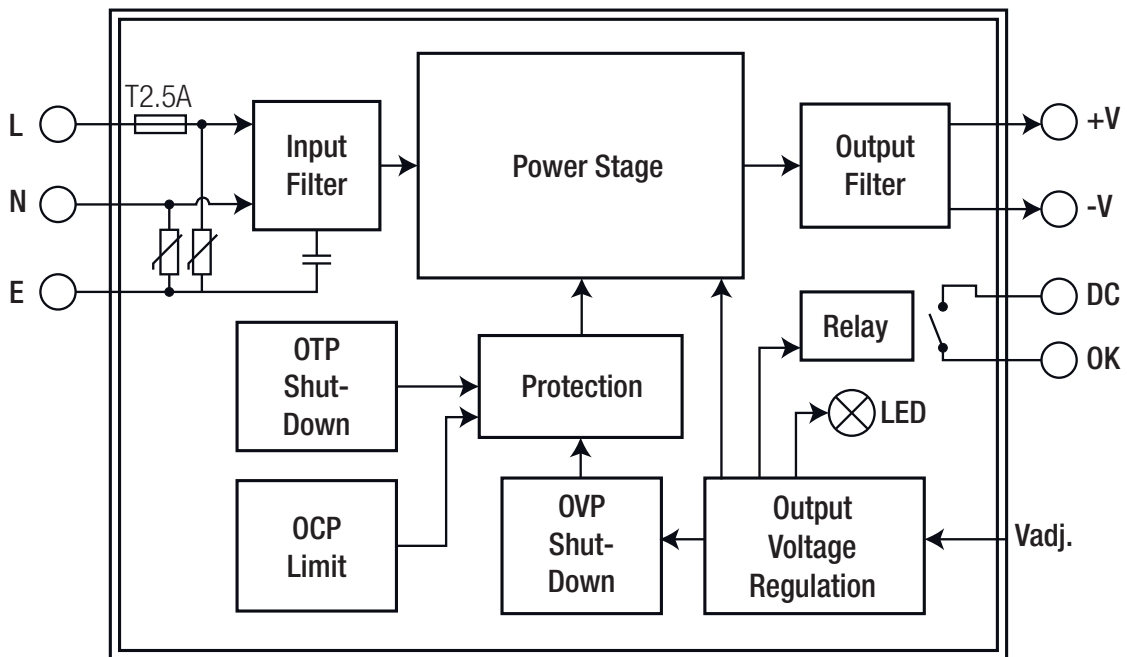 T2.5A
L
N
E
Input
Filter
Power Stage
Output
Filter
+V
-V
DC
OK
Relay
LED
OTP
Shut-
Down
Protection
OCP
Limit
OVP
Shut-
Down
Output
Voltage
Regulation
Vadj.